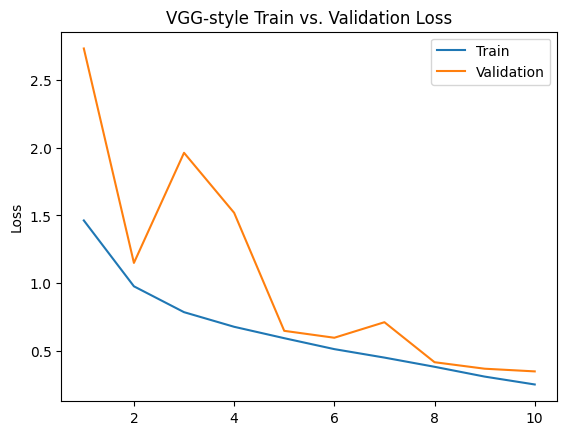 VGG-style Train vs. Validation Loss
Train
Validation
Loss
2.5
2.0
1.5
1.0
0.5
2 4 6 8 10